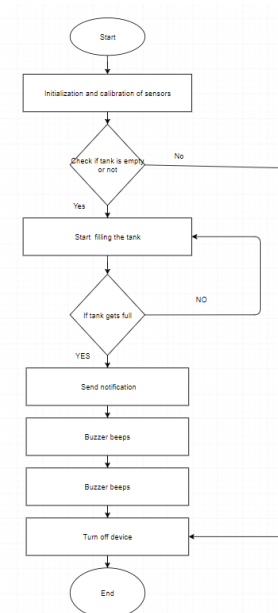 Start
Initialization and calibration of sensors
Check if tank is empty
or not
No
Yes
Start filling the tank
If tank gets full
NO
YES
Send notification
Buzzer beeps
Buzzer beeps
Turn off device
End